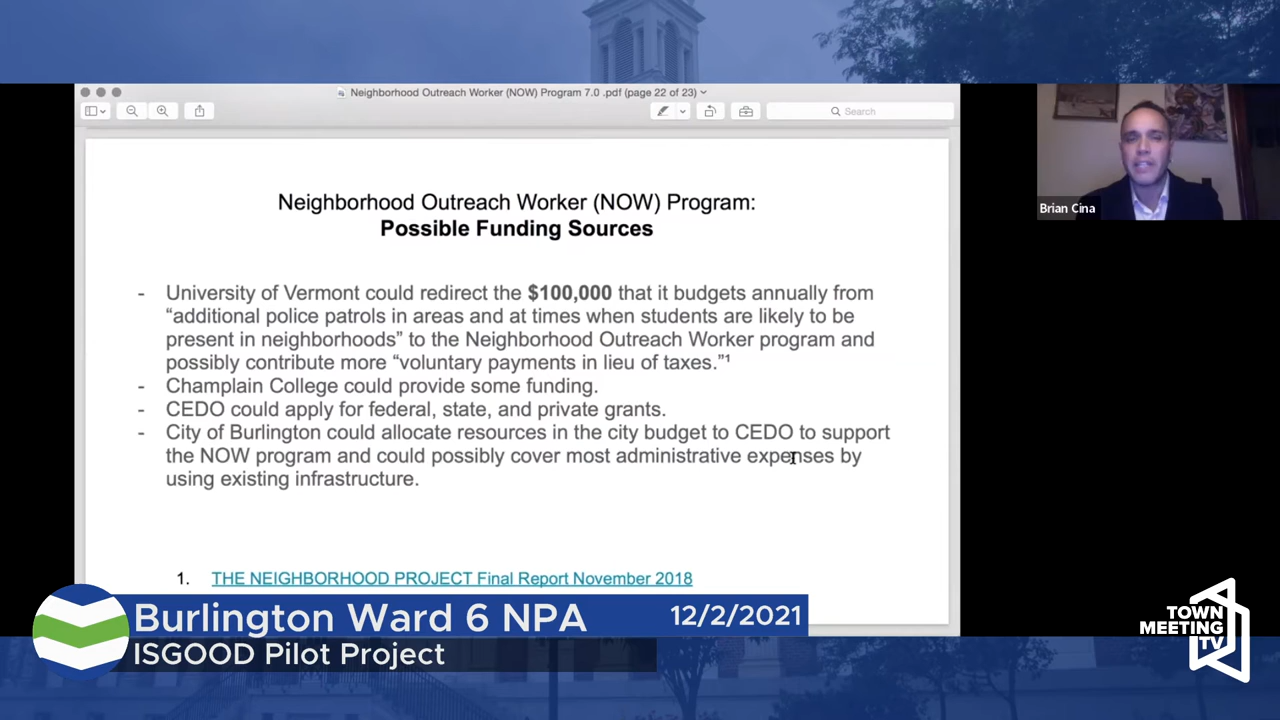 Neighborhood Outreach Worker (NOW) Program 7.0 .pdf (page 22 of 23)
Search
Neighborhood Outreach Worker (NOW) Program:
Possible Funding Sources
- University of Vermont could redirect the $100,000 that it budgets annually from
“additional police patrols in areas and at times when students are likely to be
present in neighborhoods” to the Neighborhood Outreach Worker program and
possibly contribute more “voluntary payments in lieu of taxes.”¹
- Champlain College could provide some funding.
- CEDO could apply for federal, state, and private grants.
- City of Burlington could allocate resources in the city budget to CEDO to support
the NOW program and could possibly cover most administrative expenses by
using existing infrastructure.
1. THE NEIGHBORHOOD PROJECT Final Report November 2018
Brian Cina
Burlington Ward 6 NPA 12/2/2021
ISGOOD Pilot Project
TOWN
MEETING
TV